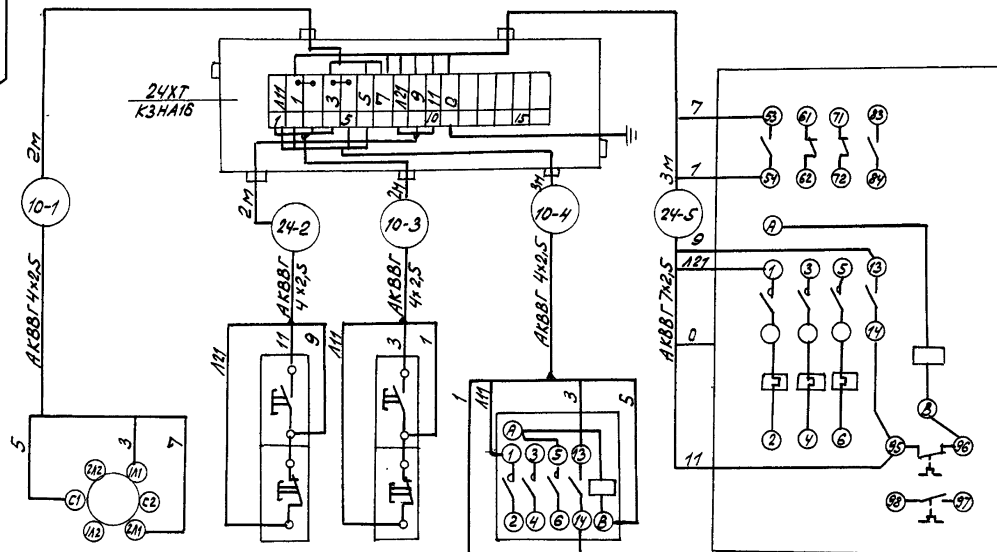 24XT
КЗНА16
Л11
1
3
5
7
Л21
9
11
0
1
5
10
15
2М
10-1
АКВВГ 4×2,5
2М
24-2
АКВВГ
4×2,5
2М
10-3
АКВВГ
4×2,5
3М
10-4
АКВВГ 4×2,5
3М
24-5
АКВВГ 7×2,5
7
1
9
Л21
0
11
53
61
71
83
54
62
72
84
А
1
3
5
13
14
2
4
6
В
95
96
98
97
5
3
7
2Л2
1Л1
С1
С2
1Л2
2Л1
Л21
11
9
Л11
3
1
1
Л11
3
5
А
1
3
5
13
2
4
6
14
В